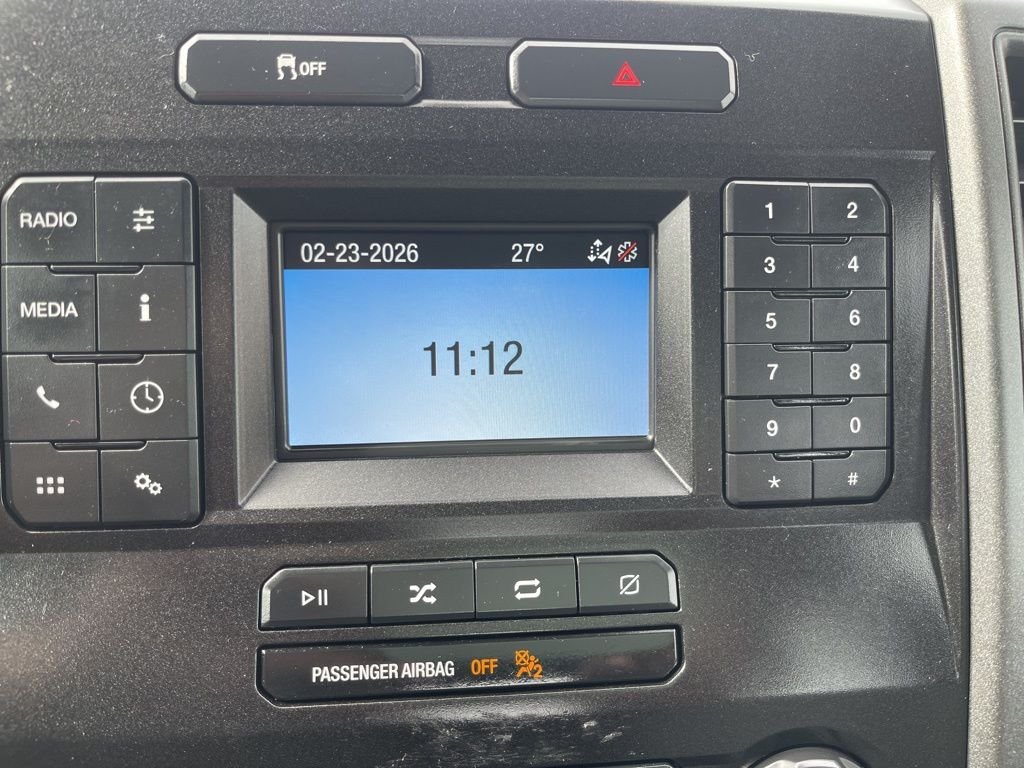 OFF
RADIO
MEDIA
02-23-2026 27°
11:12
1 2
3 4
5 6
7 8
9 0
* #
PASSENGER AIRBAG OFF 2